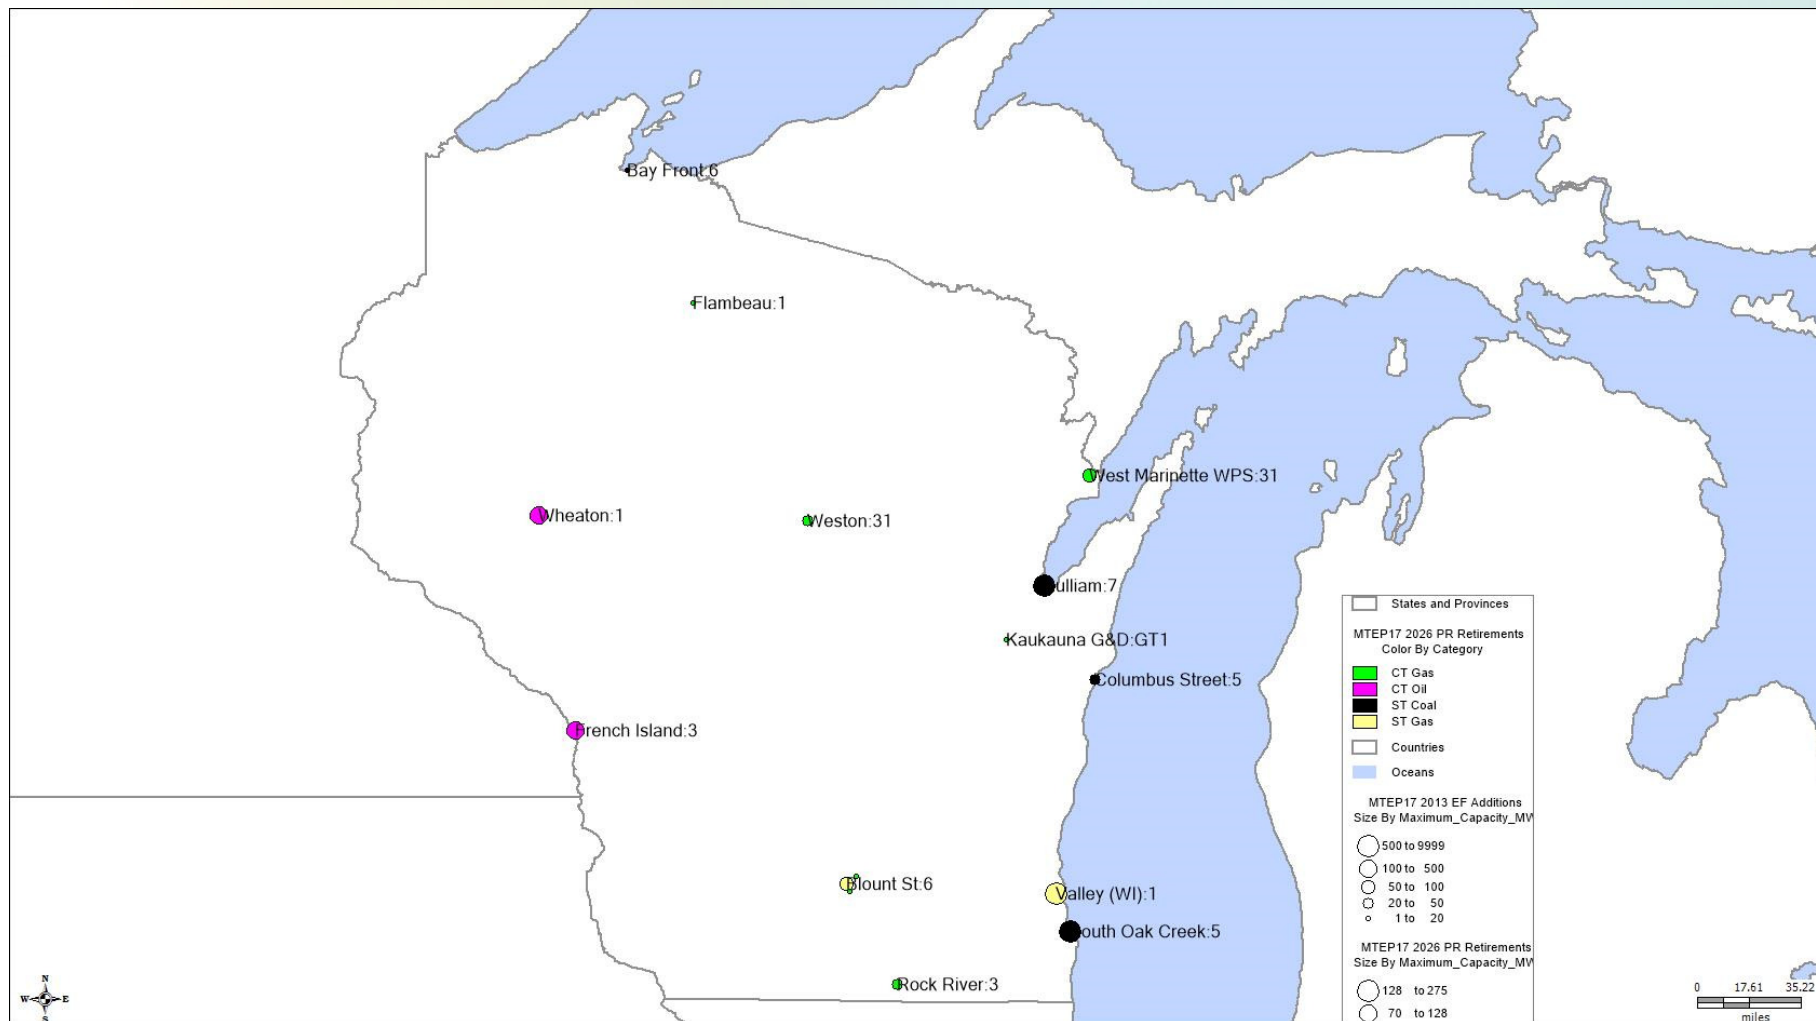 Bay Front:6
Flambeau:1
West Marinette WPS:31
Wheaton:1
Weston:31
Pulliam:7
Kaukauna G&D:GT1
Columbus Street:5
French Island:3
Blount St:6
Valley (WI):1
South Oak Creek:5
Rock River:3
States and Provinces
MTEP17 2026 PR Retirements
Color By Category
CT Gas
CT Oil
ST Coal
ST Gas
Countries
Oceans
MTEP17 2013 EF Additions
Size By Maximum_Capacity_MW
500 to 9999
100 to 500
50 to 100
20 to 50
1 to 20
MTEP17 2026 PR Retirements
Size By Maximum_Capacity_MW
128 to 275
70 to 128
N
W E
S
0 17.61 35.22
miles